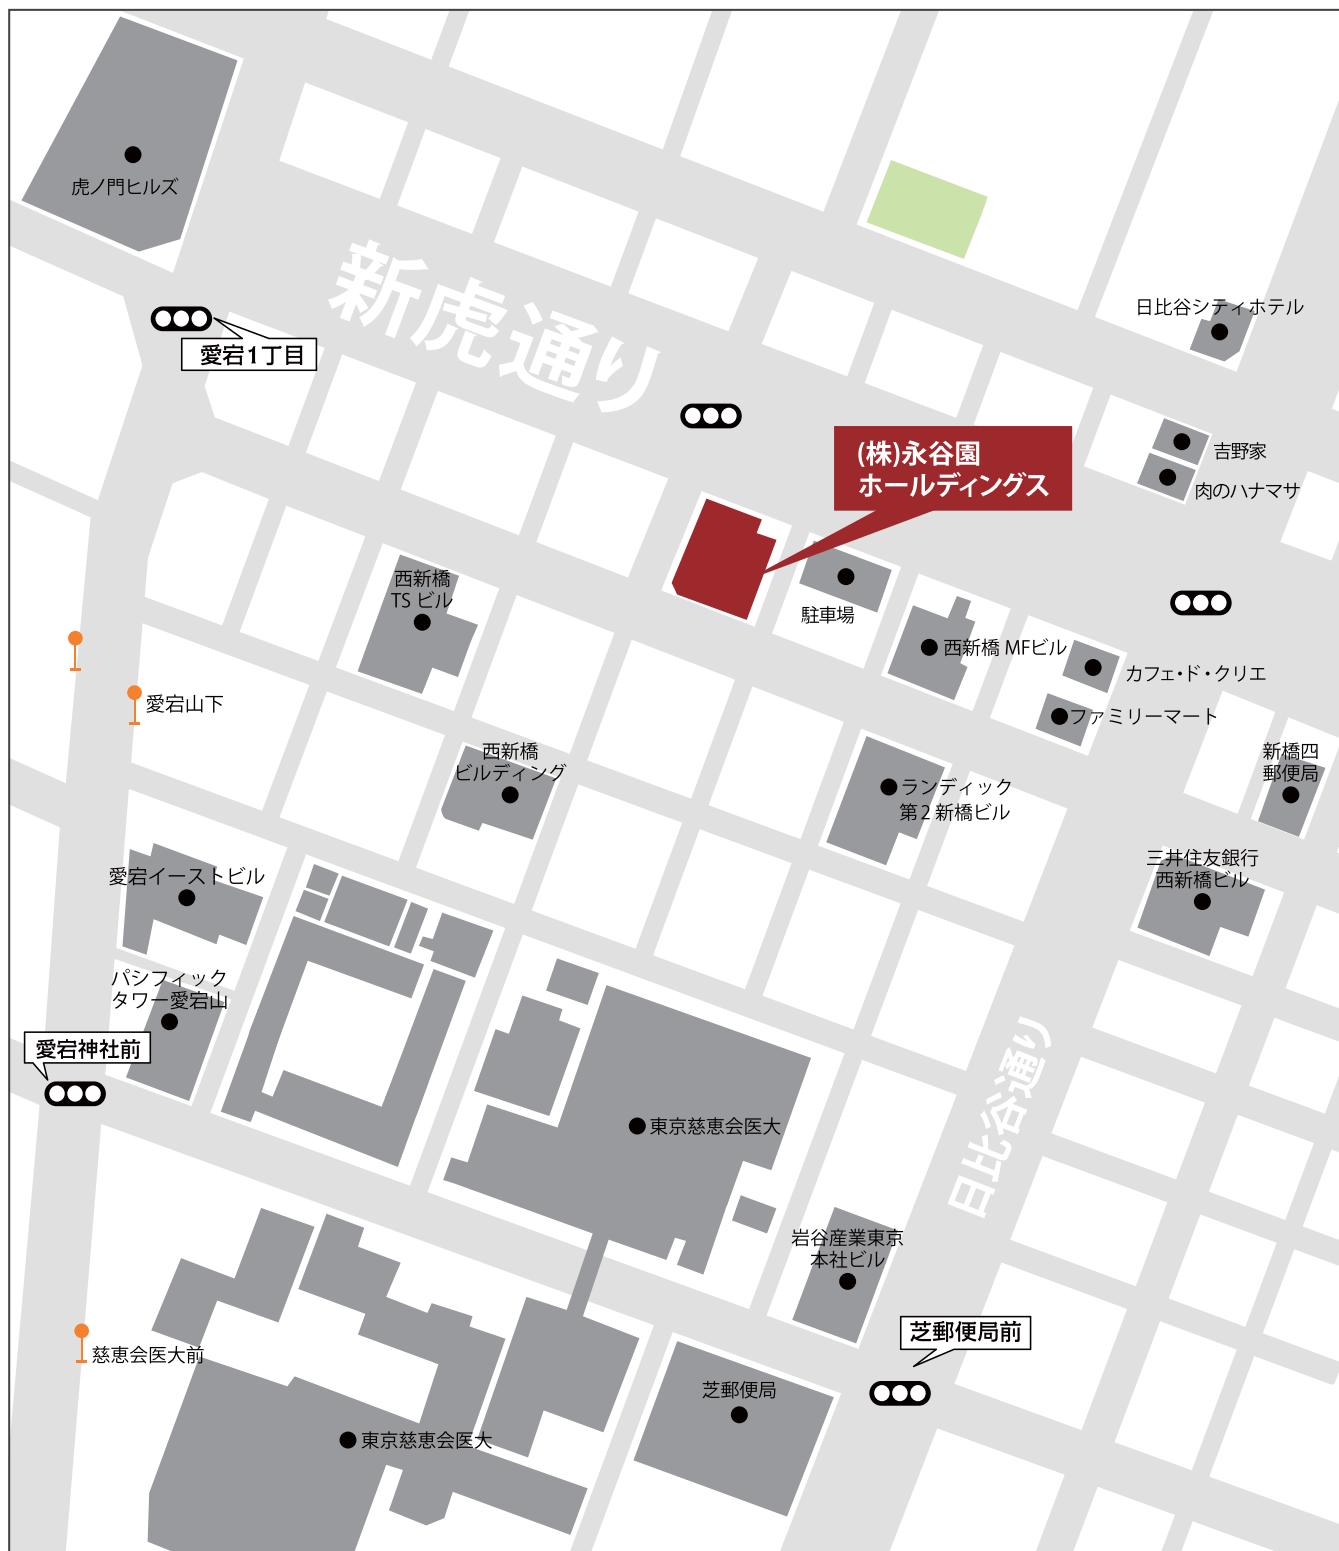 虎ノ門ヒルズ
新虎通り
日比谷シティホテル
愛宕1丁目
(株)永谷園
ホールディングス
吉野家
肉のハナマサ
西新橋
TS ビル
駐車場
西新橋 MFビル
カフェ・ド・クリエ
ファミリーマート
愛宕山下
西新橋
ビルディング
新橋四
郵便局
ランディック
第2 新橋ビル
三井住友銀行
西新橋ビル
愛宕イーストビル
パシフィック
タワー愛宕山
愛宕神社前
日比谷通り
東京慈恵会医大
岩谷産業東京
本社ビル
芝郵便局前
慈恵会医大前
芝郵便局
東京慈恵会医大